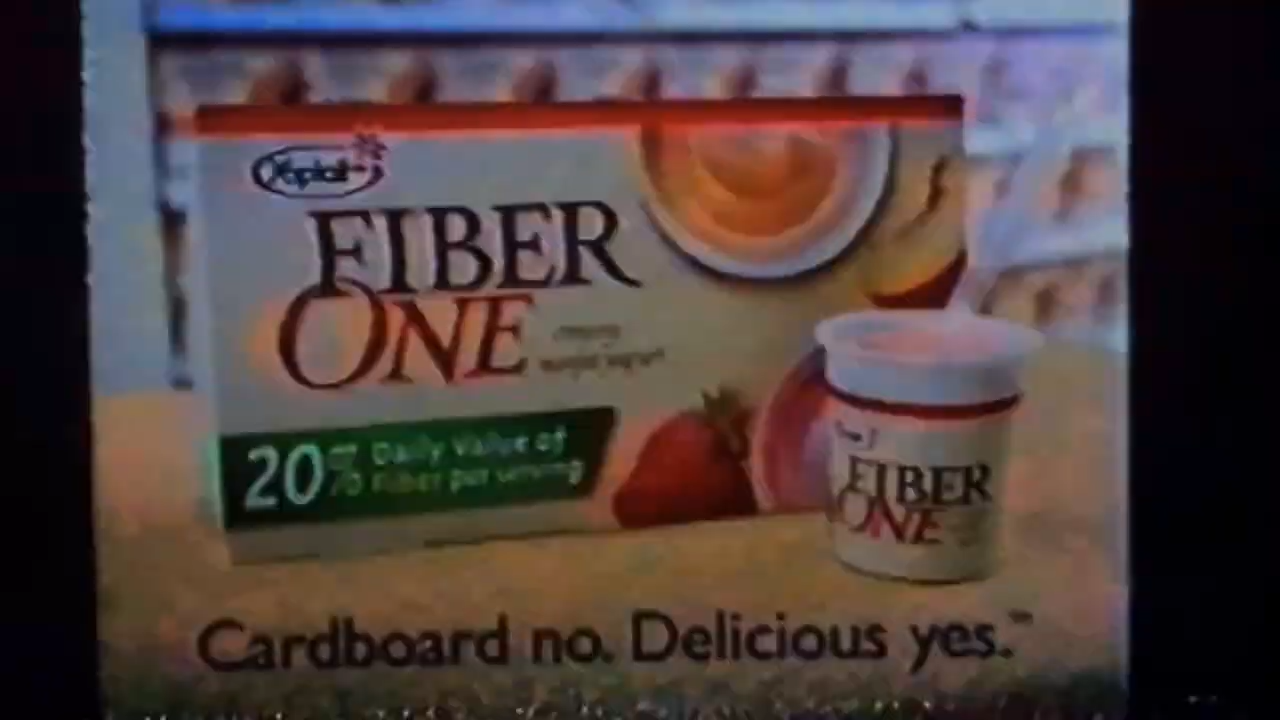 Yoplait
FIBER
ONE
20% Daily Value of
Fiber per serving
FIBER
ONE
Cardboard no. Delicious yes.™